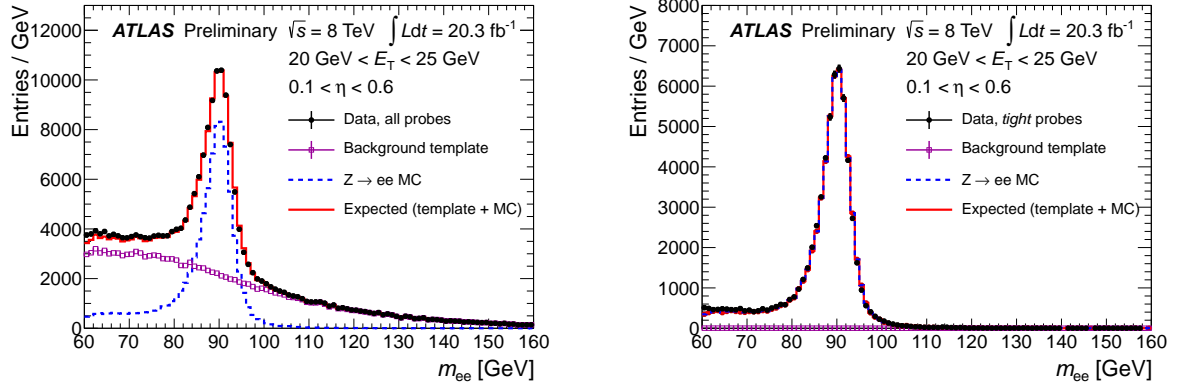 ATLAS Preliminary √s = 8 TeV ∫ Ldt = 20.3 fb⁻¹
20 GeV < E_T < 25 GeV
0.1 < η < 0.6
Data, all probes
Background template
Z → ee MC
Expected (template + MC)
Entries / GeV
12000
10000
8000
6000
4000
2000
0
60 70 80 90 100 110 120 130 140 150 160
m_ee [GeV]
ATLAS Preliminary √s = 8 TeV ∫ Ldt = 20.3 fb⁻¹
20 GeV < E_T < 25 GeV
0.1 < η < 0.6
Data, tight probes
Background template
Z → ee MC
Expected (template + MC)
Entries / GeV
8000
7000
6000
5000
4000
3000
2000
1000
0
60 70 80 90 100 110 120 130 140 150 160
m_ee [GeV]